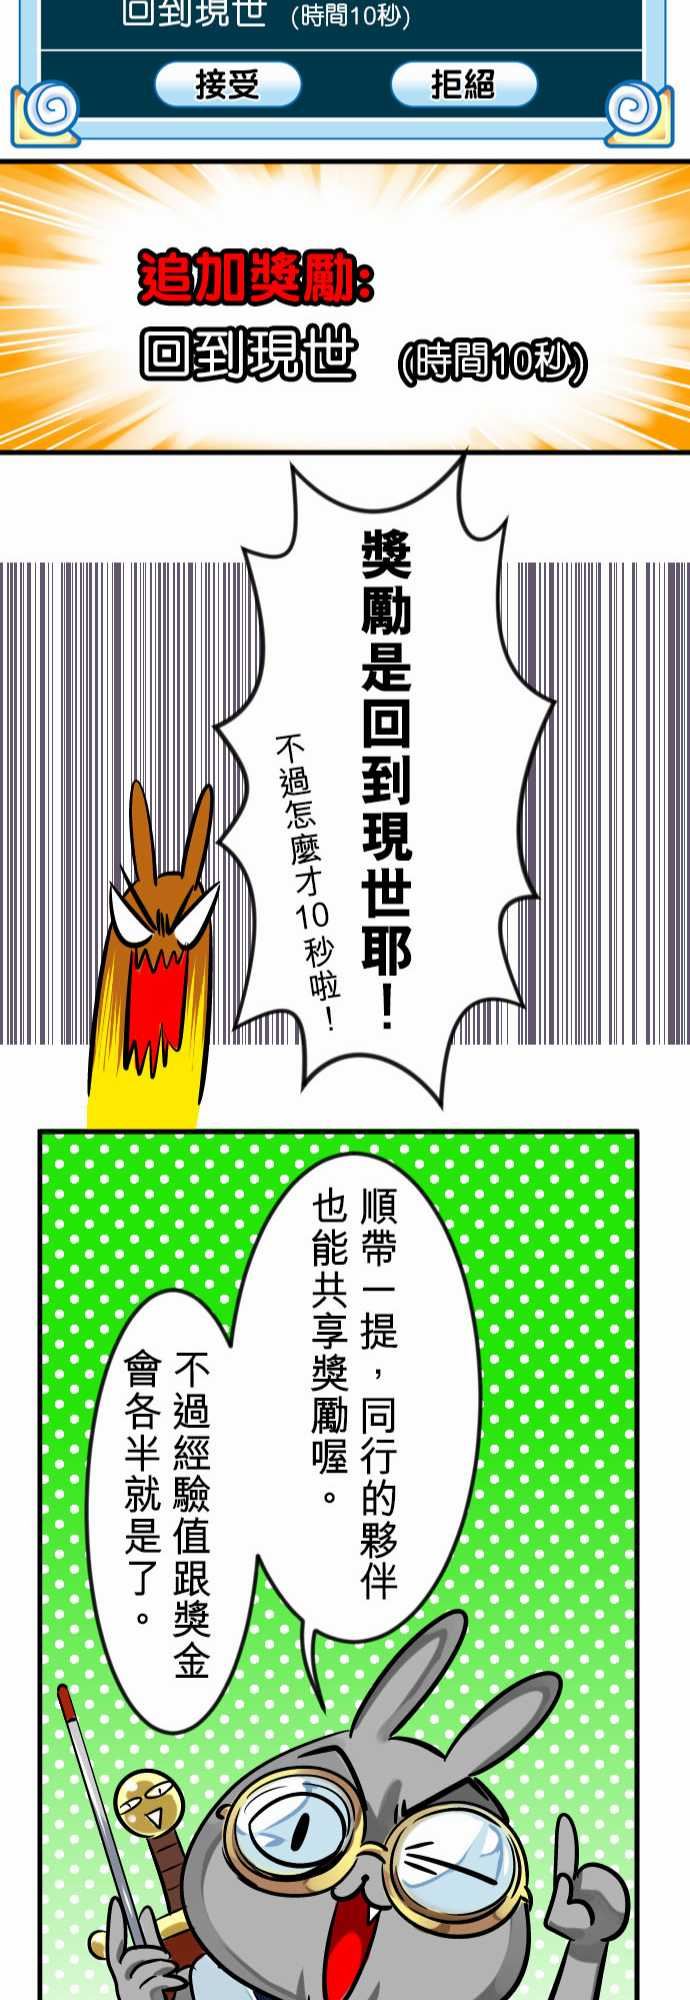 回到現世 (時間10秒)
接受
拒絕
追加獎勵:
回到現世 (時間10秒)
獎勵是回到現世耶！
不過怎麼才10秒啦！
順帶一提，同行的夥伴
也能共享獎勵喔。
不過經驗值跟獎金
會各半就是了。